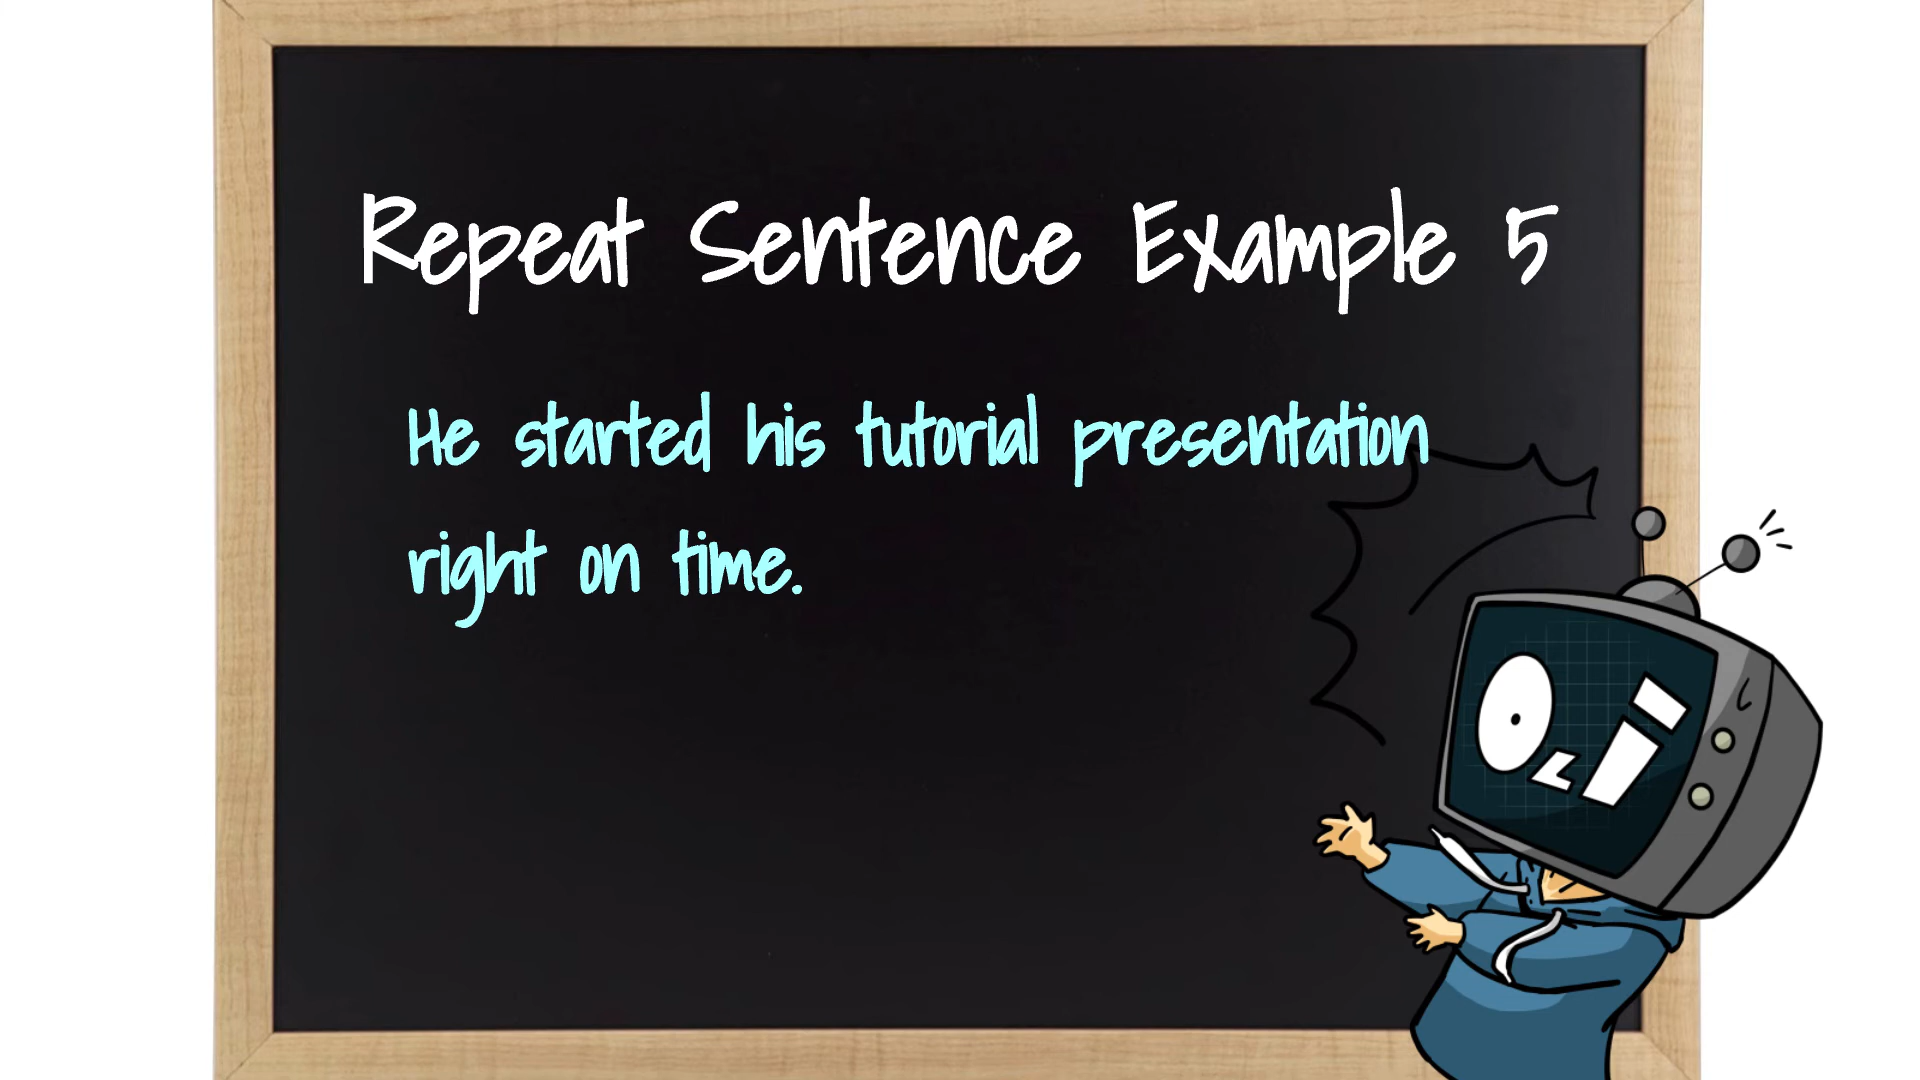 Repeat Sentence Example 5
He started his tutorial presentation
right on time.